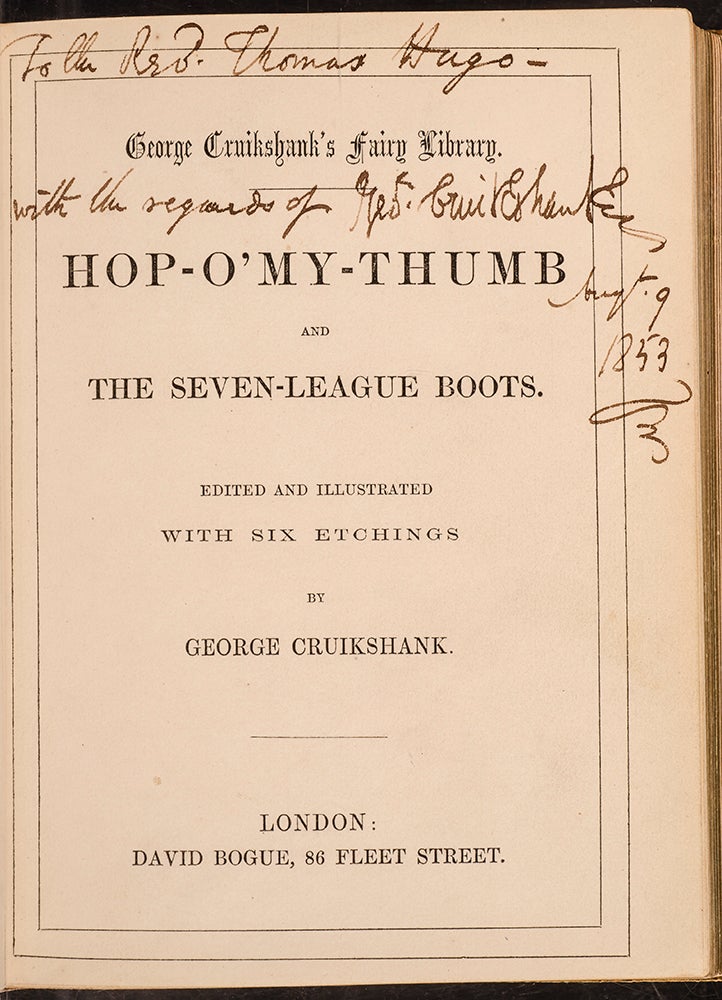 To the Revd. Thomas Hugo -
George Cruikshank's Fairy Library.
with the regards of Geo. Cruikshank
HOP-O'MY-THUMB
Augt. 9
1853
AND
THE SEVEN-LEAGUE BOOTS.
EDITED AND ILLUSTRATED
WITH SIX ETCHINGS
BY
GEORGE CRUIKSHANK.
LONDON:
DAVID BOGUE, 86 FLEET STREET.